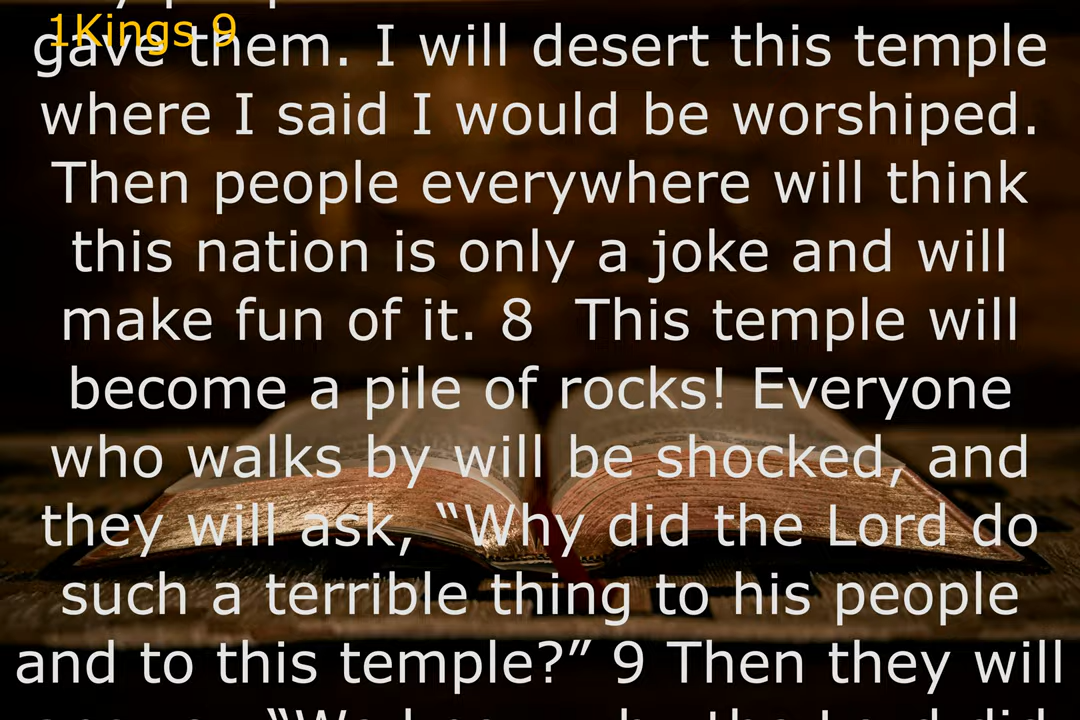 1Kings 9
gave them. I will desert this temple
where I said I would be worshiped.
Then people everywhere will think
this nation is only a joke and will
make fun of it. 8 This temple will
become a pile of rocks! Everyone
who walks by will be shocked, and
they will ask, “Why did the Lord do
such a terrible thing to his people
and to this temple?” 9 Then they will